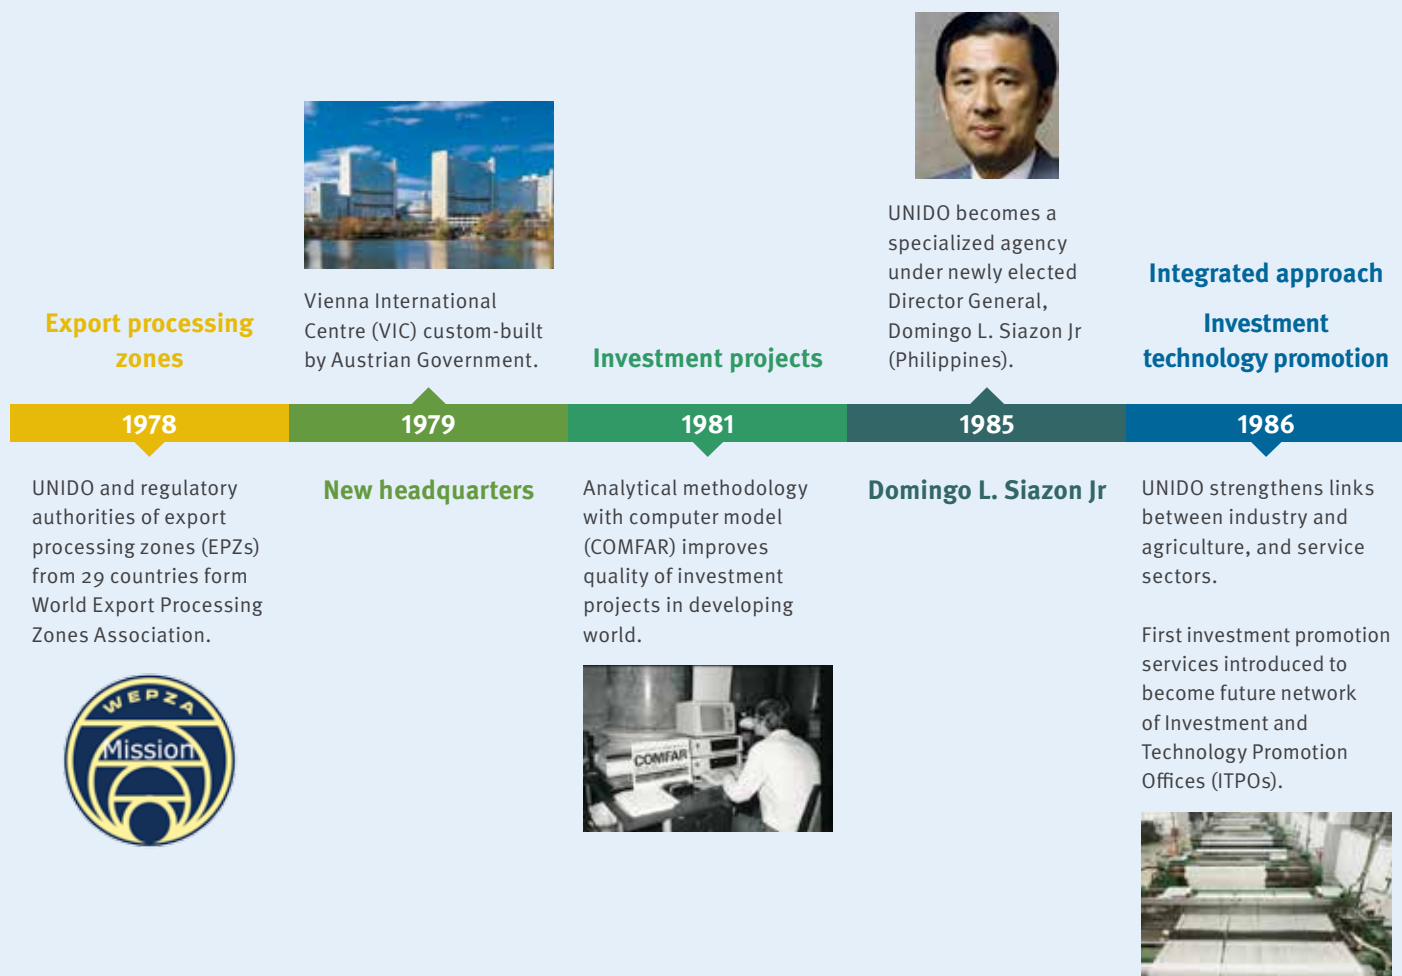 Export processing
zones
1978
UNIDO and regulatory
authorities of export
processing zones (EPZs)
from 29 countries form
World Export Processing
Zones Association.
WEPZA
Mission
Vienna International
Centre (VIC) custom-built
by Austrian Government.
1979
New headquarters
Investment projects
1981
Analytical methodology
with computer model
(COMFAR) improves
quality of investment
projects in developing
world.
COMFAR
UNIDO becomes a
specialized agency
under newly elected
Director General,
Domingo L. Siazon Jr
(Philippines).
1985
Domingo L. Siazon Jr
Integrated approach
Investment
technology promotion
1986
UNIDO strengthens links
between industry and
agriculture, and service
sectors.
First investment promotion
services introduced to
become future network
of Investment and
Technology Promotion
Offices (ITPOs).